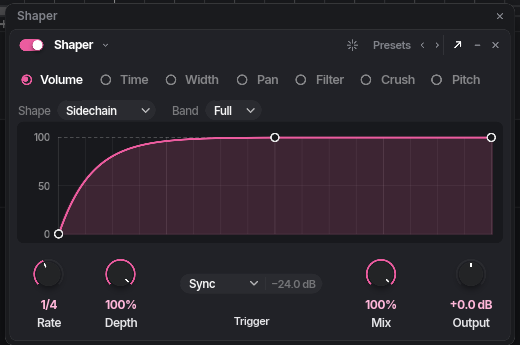 Shaper
Shaper Presets
Volume Time Width Pan Filter Crush Pitch
Shape Sidechain Band Full
100
50
0
Sync −24.0 dB
1/4 100% 100% +0.0 dB
Rate Depth Trigger Mix Output